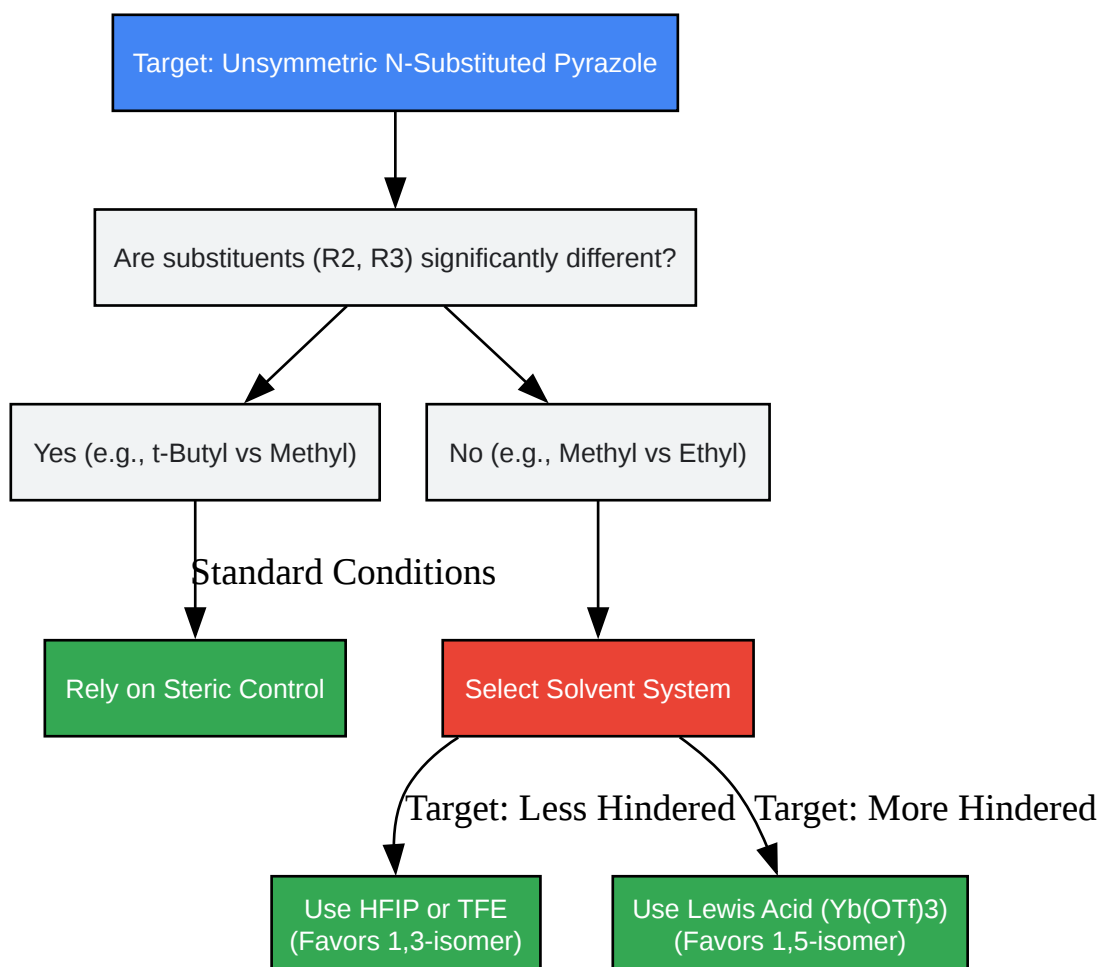 Target: Unsymmetric N-Substituted Pyrazole
Are substituents (R2, R3) significantly different?
Yes (e.g., t-Butyl vs Methyl)
No (e.g., Methyl vs Ethyl)
Standard Conditions
Rely on Steric Control
Select Solvent System
Target: Less Hindered
Target: More Hindered
Use HFIP or TFE
(Favors 1,3-isomer)
Use Lewis Acid (Yb(OTf)3)
(Favors 1,5-isomer)